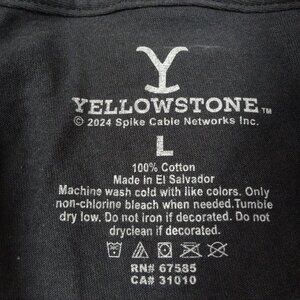 YELLOWSTONE™
© 2024 Spike Cable Networks Inc.
L
100% Cotton
Made in El Salvador
Machine wash cold with like colors. Only
non-chlorine bleach when needed.Tumble
dry low. Do not iron if decorated. Do not
dryclean if decorated.
RN# 67585
CA# 31010